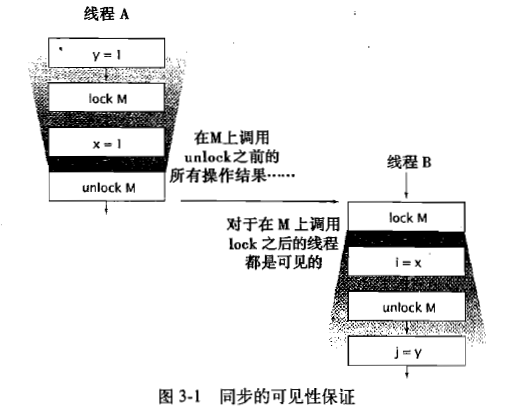 线程 A
y = 1
lock M
x = 1
unlock M
在M上调用
unlock之前的
所有操作结果……
线程 B
对于在 M 上调用
lock 之后的线程
都是可见的
lock M
i = x
unlock M
j = y
图 3-1 同步的可见性保证